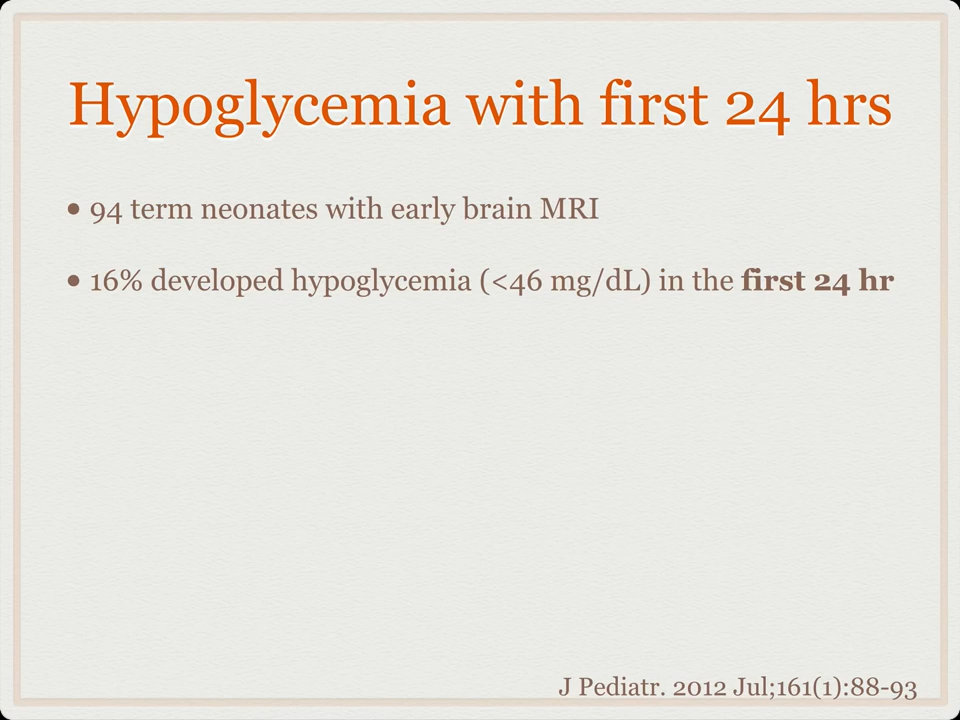 Hypoglycemia with first 24 hrs
• 94 term neonates with early brain MRI
• 16% developed hypoglycemia (<46 mg/dL) in the first 24 hr
J Pediatr. 2012 Jul;161(1):88-93